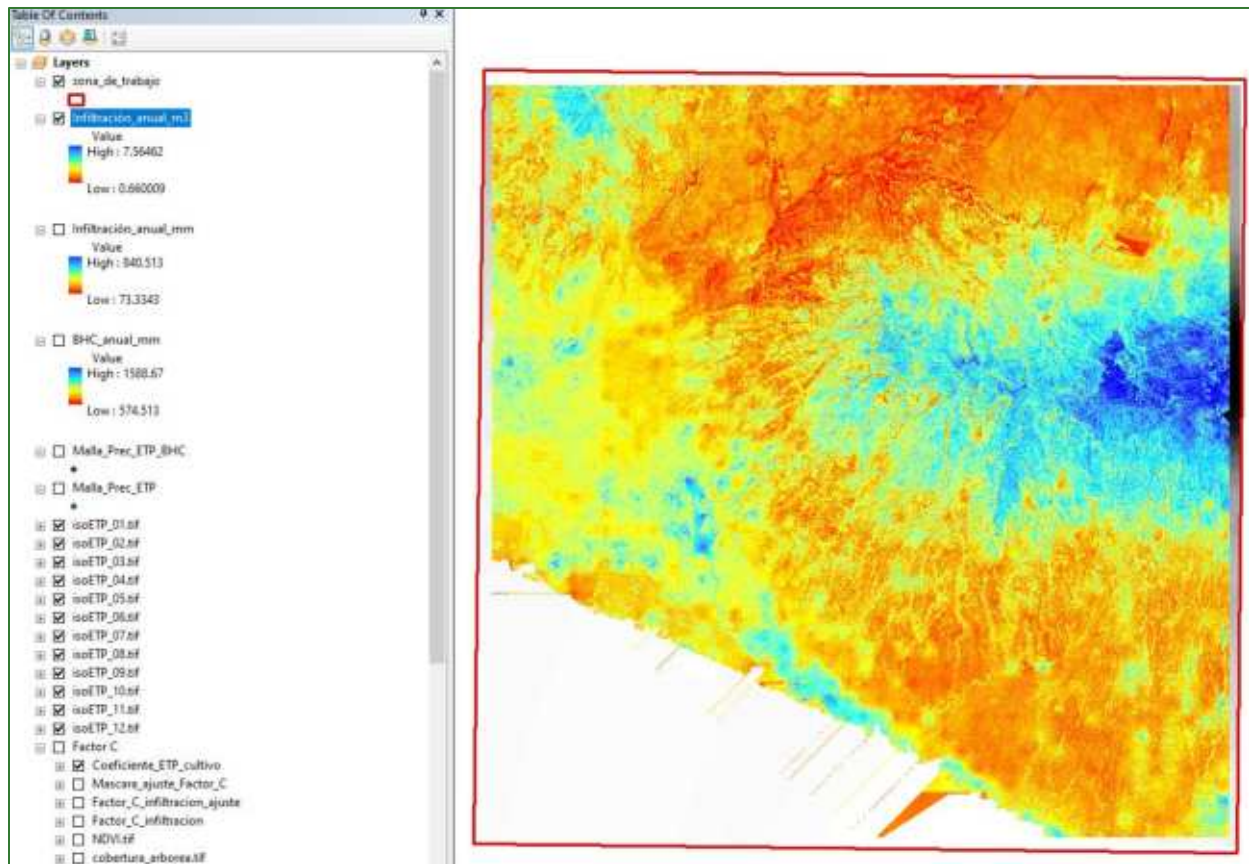 Table Of Contents
Layers
zona_de_trabajo
Infiltración_anual_m3
Value
High : 7.56462
Low : 0.660009
Infiltración_anual_mm
Value
High : 840.513
Low : 73.3343
BHC_anual_mm
Value
High : 1588.67
Low : 574.513
Malla_Prec_ETP_BHC
Malla_Prec_ETP
isoETP_01.tif
isoETP_02.tif
isoETP_03.tif
isoETP_04.tif
isoETP_05.tif
isoETP_06.tif
isoETP_07.tif
isoETP_08.tif
isoETP_09.tif
isoETP_10.tif
isoETP_11.tif
isoETP_12.tif
Factor C
Coeficiente_ETP_cultivo
Mascara_ajuste_Factor_C
Factor_C_infiltracion_ajuste
Factor_C_infiltracion
NDVI.tif
cobertura_arborea.tif